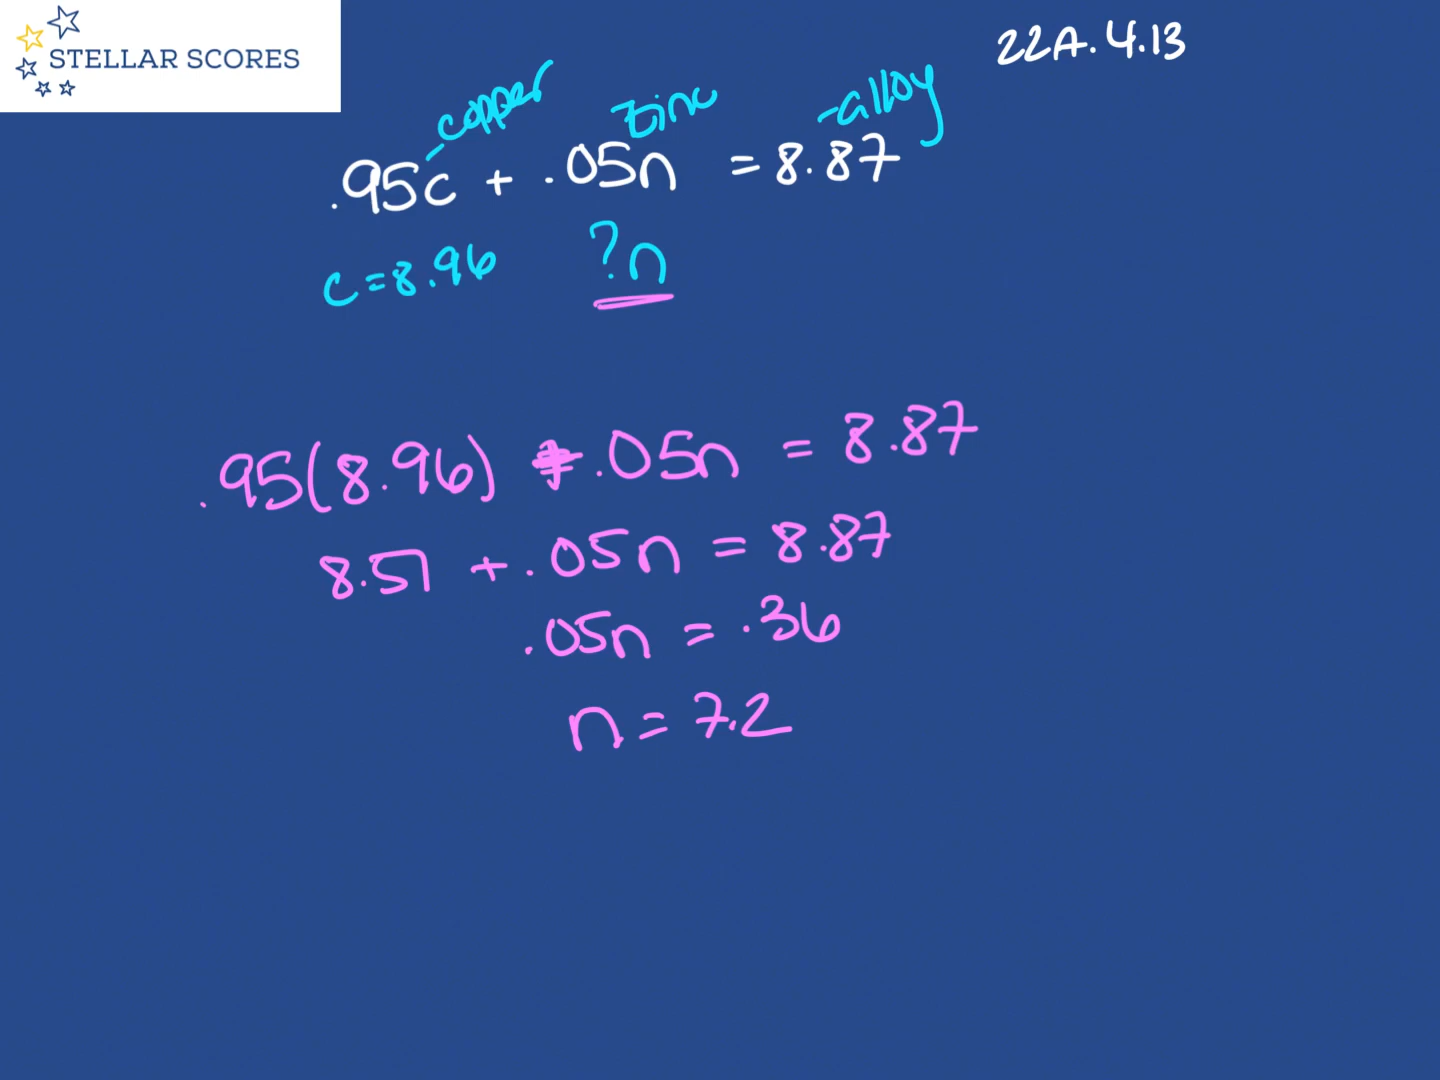 STELLAR SCORES
22A.4.13
copper zinc alloy
.95c + .05n = 8.87
c = 8.96 ?n
.95(8.96) + .05n = 8.87
8.51 + .05n = 8.87
.05n = .36
n = 7.2